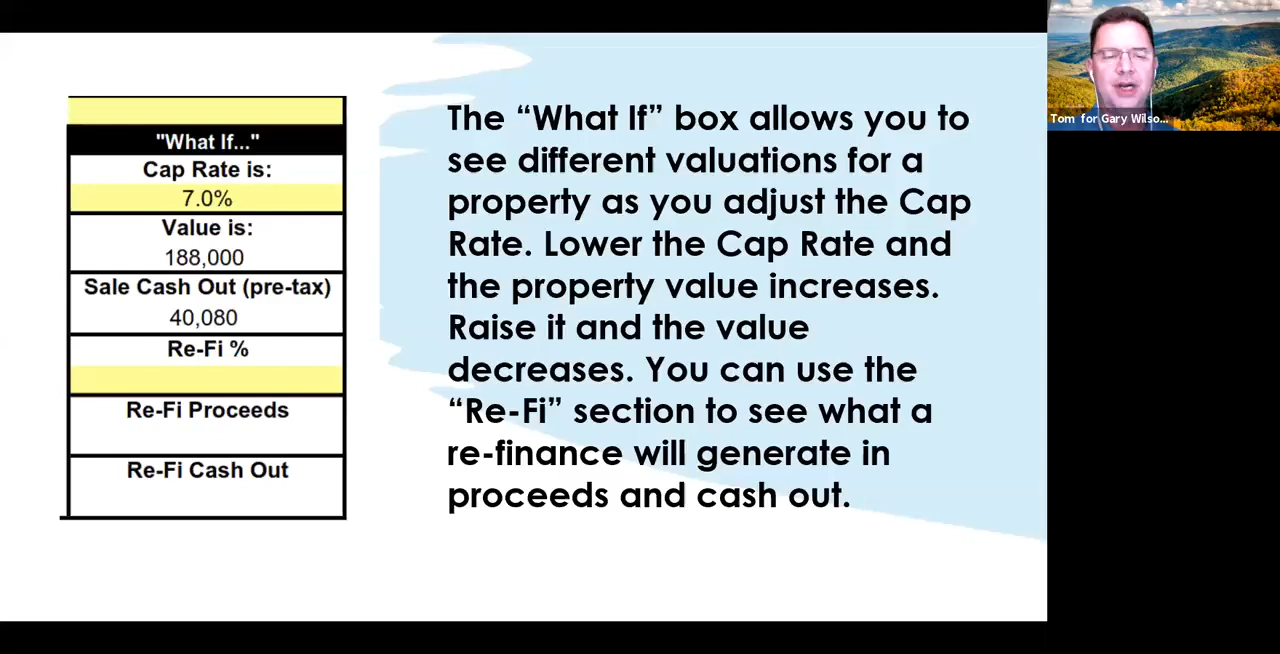 "What If..."
Cap Rate is:
7.0%
Value is:
188,000
Sale Cash Out (pre-tax)
40,080
Re-Fi %
Re-Fi Proceeds
Re-Fi Cash Out
The “What If” box allows you to
see different valuations for a
property as you adjust the Cap
Rate. Lower the Cap Rate and
the property value increases.
Raise it and the value
decreases. You can use the
“Re-Fi” section to see what a
re-finance will generate in
proceeds and cash out.
Tom for Gary Wilso...